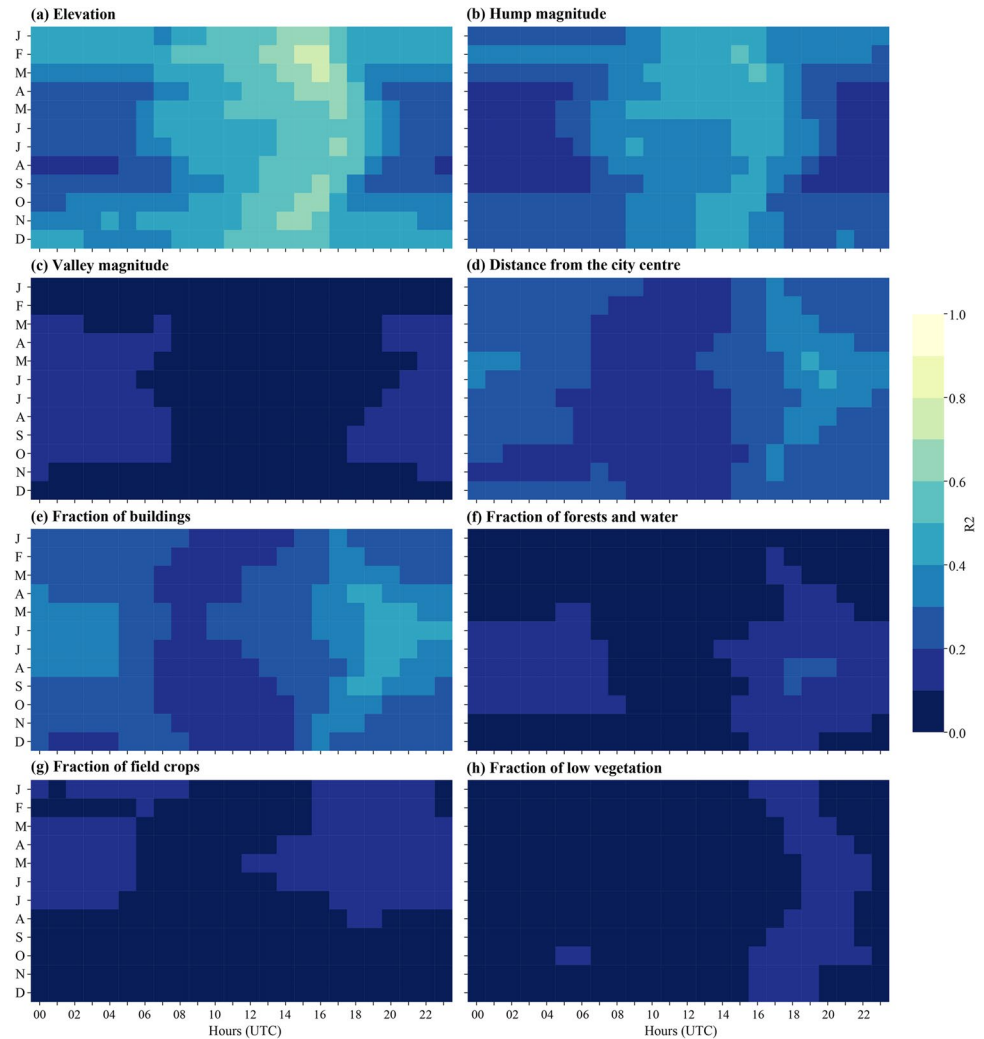 (a) Elevation
(b) Hump magnitude
J
F
M
A
M
J
J
A
S
O
N
D
(c) Valley magnitude
(d) Distance from the city centre
J
F
M
A
M
J
J
A
S
O
N
D
1.0
0.8
0.6
0.4
0.2
0.0
R2
(e) Fraction of buildings
(f) Fraction of forests and water
J
F
M
A
M
J
J
A
S
O
N
D
(g) Fraction of field crops
(h) Fraction of low vegetation
J
F
M
A
M
J
J
A
S
O
N
D
00 02 04 06 08 10 12 14 16 18 20 22
00 02 04 06 08 10 12 14 16 18 20 22
Hours (UTC)
Hours (UTC)